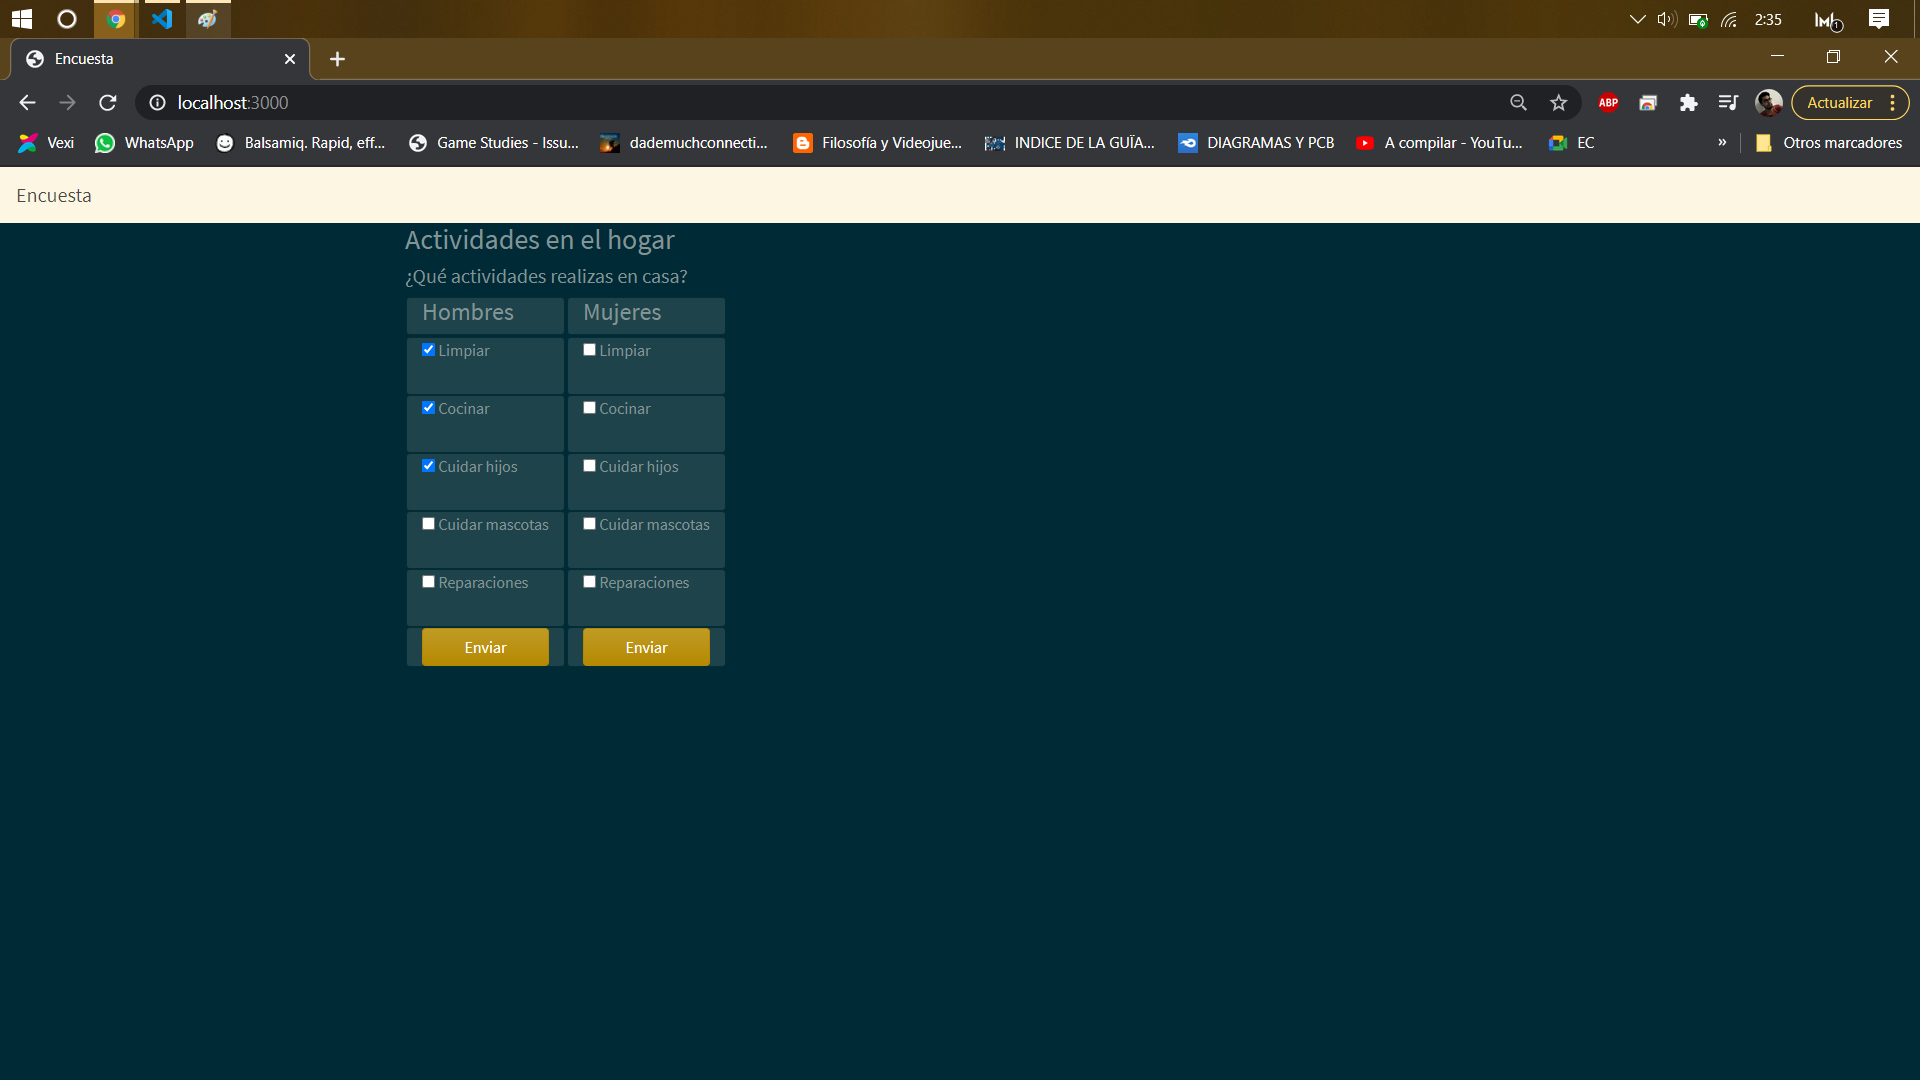 2:35
1
Encuesta
localhost:3000
ABP
Actualizar
Vexi
WhatsApp
Balsamiq. Rapid, eff...
Game Studies - Issu...
dademuchconnecti...
Filosofía y Videojue...
INDICE DE LA GUÏA...
DIAGRAMAS Y PCB
A compilar - YouTu...
EC
»
Otros marcadores
Encuesta
Actividades en el hogar
¿Qué actividades realizas en casa?
Hombres Mujeres
Limpiar Limpiar
Cocinar Cocinar
Cuidar hijos Cuidar hijos
Cuidar mascotas Cuidar mascotas
Reparaciones Reparaciones
Enviar Enviar